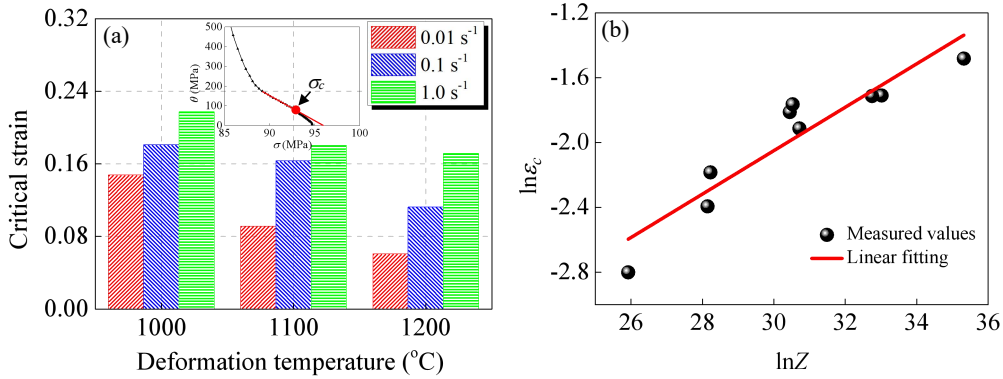 (a)
0.32
0.24
0.16
0.08
0.00
Critical strain
1000
1100
1200
Deformation temperature (°C)
0.01 s⁻¹
0.1 s⁻¹
1.0 s⁻¹
500
400
300
200
100
0
θ (MPa)
85
90
95
100
σ (MPa)
σc
(b)
-1.2
-1.6
-2.0
-2.4
-2.8
lnεc
26
28
30
32
34
36
lnZ
Measured values
Linear fitting